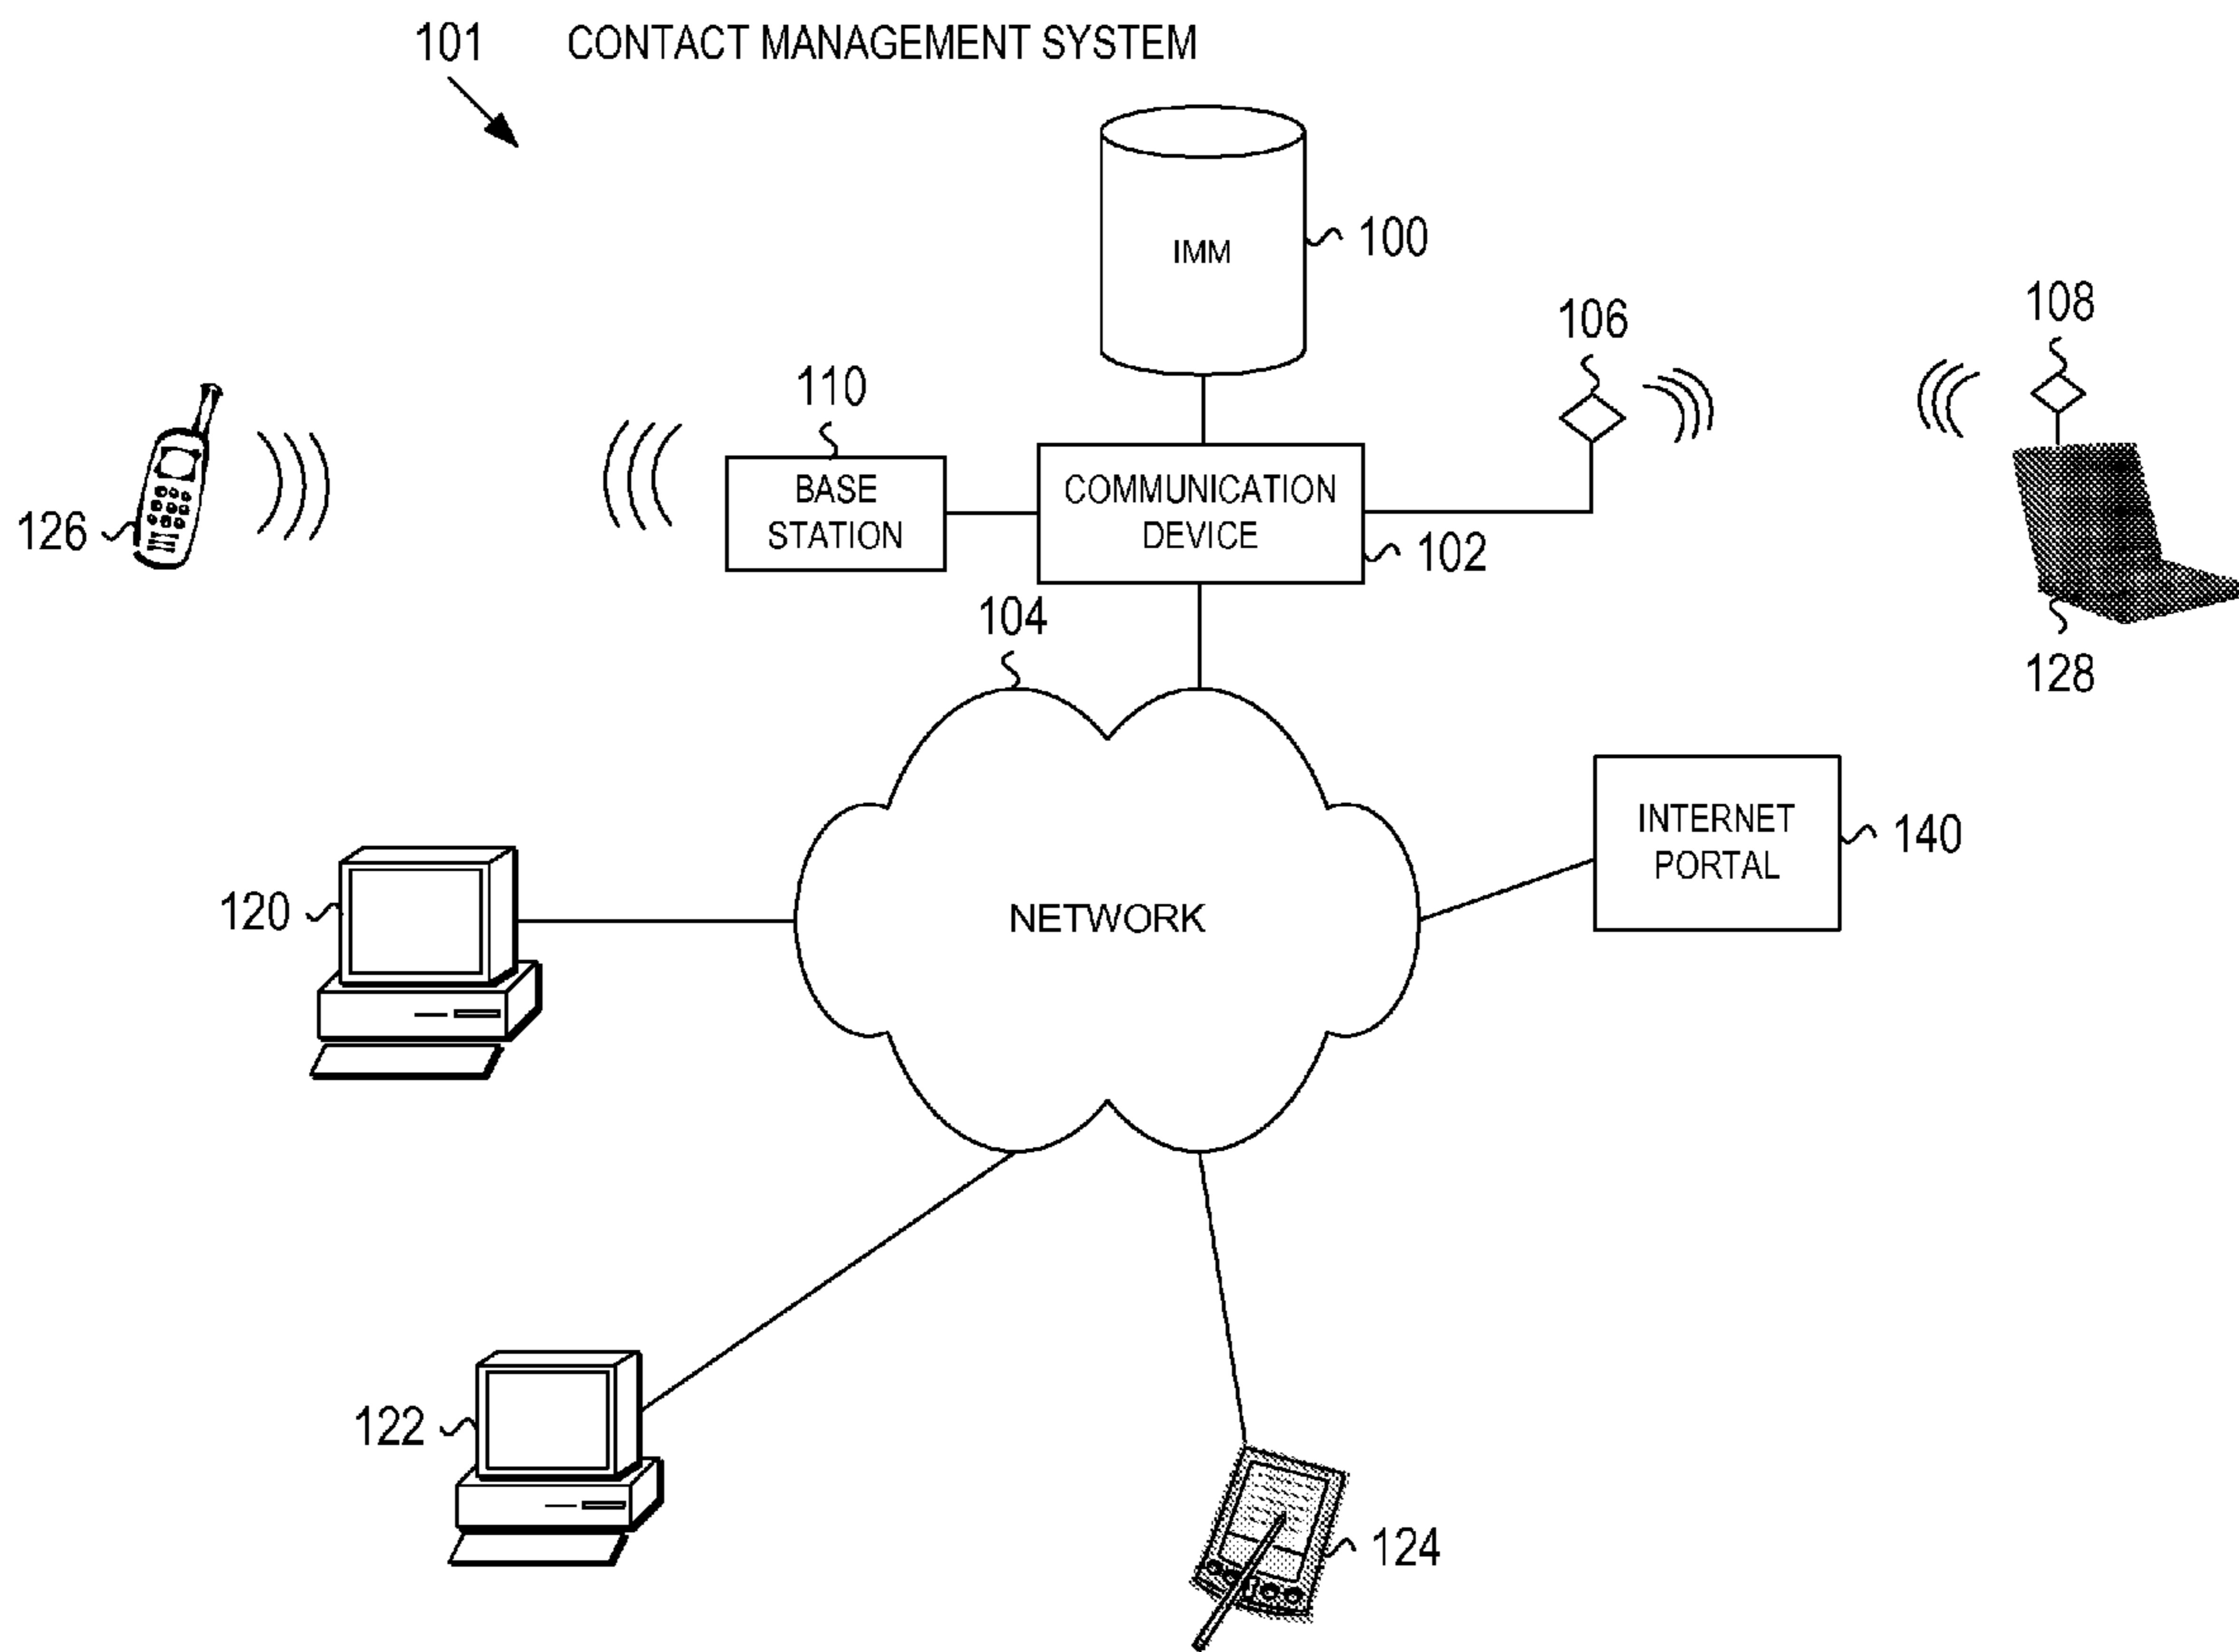 101 CONTACT MANAGEMENT SYSTEM
IMM
100
106
108
110
BASE
STATION
COMMUNICATION
DEVICE
102
126
128
104
INTERNET
PORTAL
140
120
NETWORK
122
124